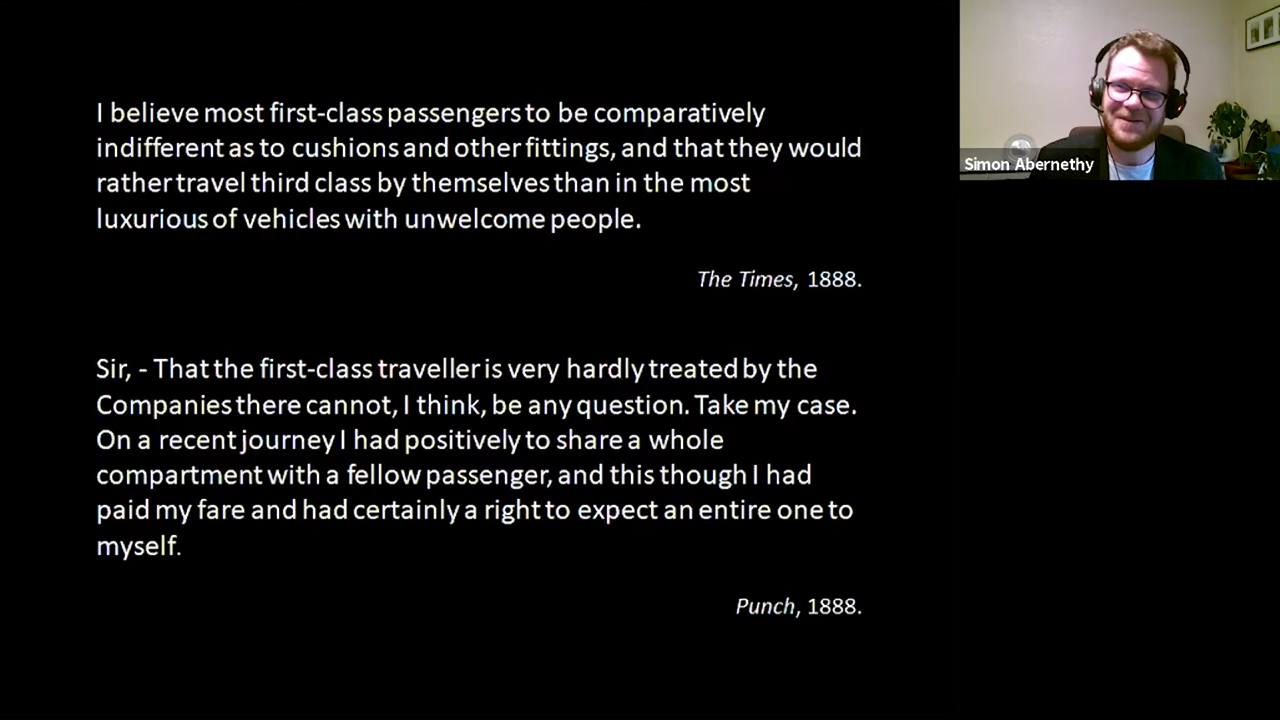 I believe most first-class passengers to be comparatively
indifferent as to cushions and other fittings, and that they would
rather travel third class by themselves than in the most
luxurious of vehicles with unwelcome people.
The Times, 1888.
Sir, - That the first-class traveller is very hardly treated by the
Companies there cannot, I think, be any question. Take my case.
On a recent journey I had positively to share a whole
compartment with a fellow passenger, and this though I had
paid my fare and had certainly a right to expect an entire one to
myself.
Punch, 1888.
Simon Abernethy